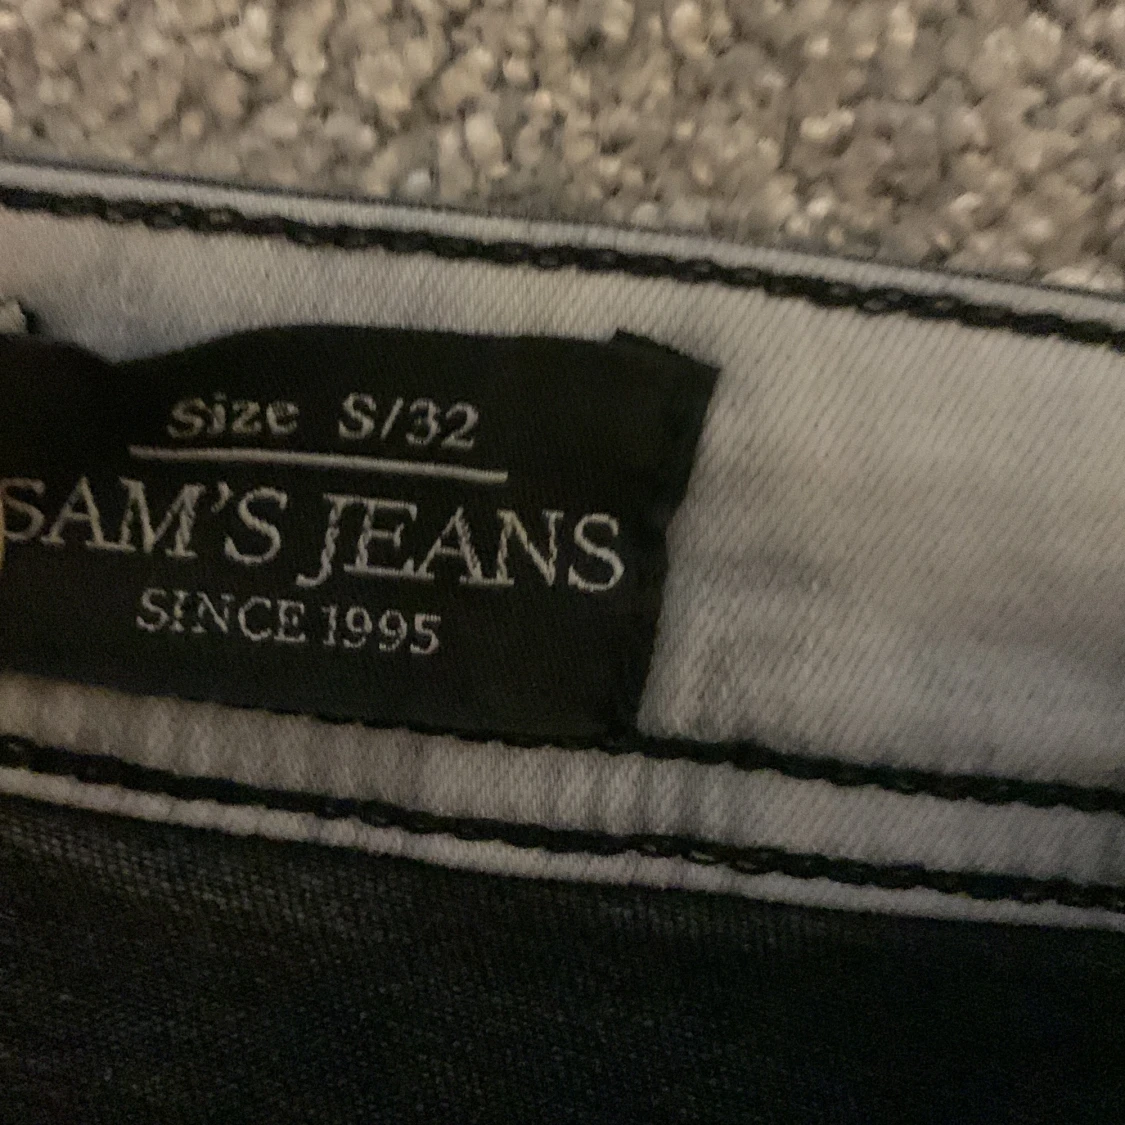 size S/32
SAM'S JEANS
SINCE 1995